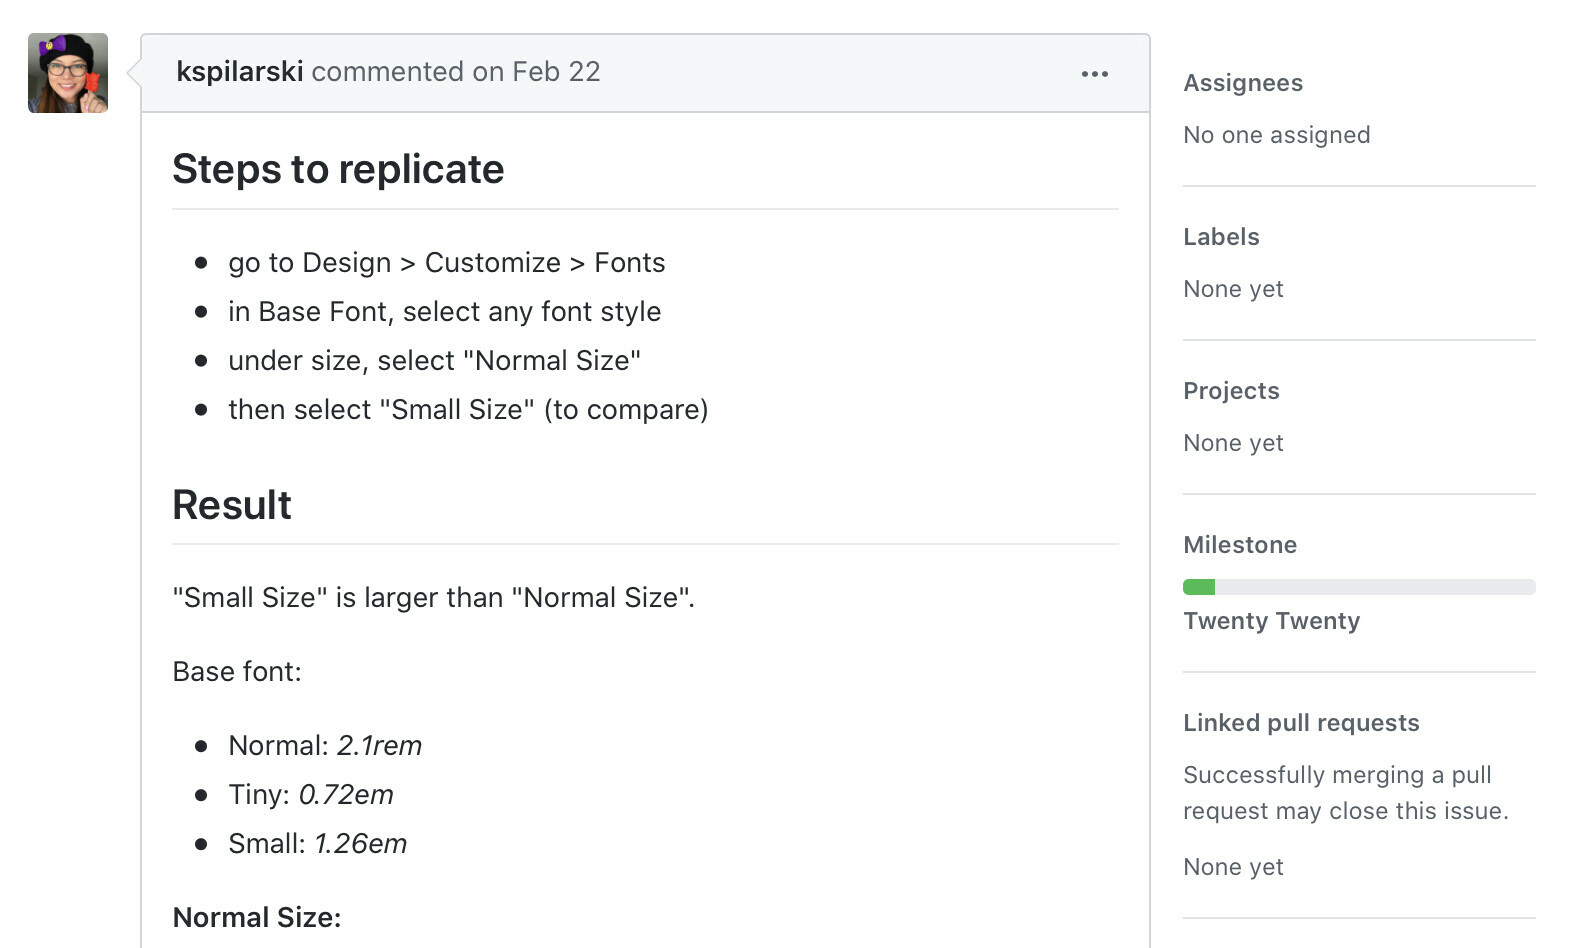 kspilarski commented on Feb 22
Steps to replicate
go to Design > Customize > Fonts
in Base Font, select any font style
under size, select "Normal Size"
then select "Small Size" (to compare)
Result
"Small Size" is larger than "Normal Size".
Base font:
Normal: 2.1rem
Tiny: 0.72em
Small: 1.26em
Normal Size:
Assignees
No one assigned
Labels
None yet
Projects
None yet
Milestone
Twenty Twenty
Linked pull requests
Successfully merging a pull
request may close this issue.
None yet